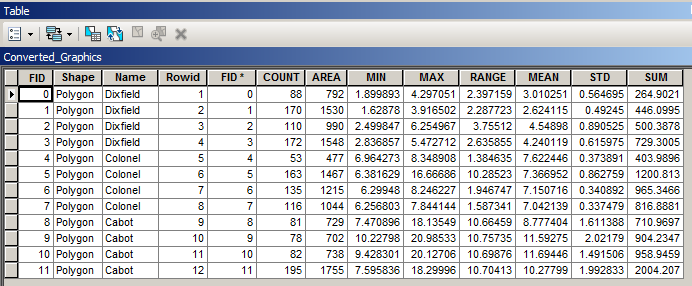 Table
Converted_Graphics
FID Shape Name Rowid FID * COUNT AREA MIN MAX RANGE MEAN STD SUM
0 Polygon Dixfield 1 0 88 792 1.899893 4.297051 2.397159 3.010251 0.564695 264.9021
1 Polygon Dixfield 2 1 170 1530 1.62878 3.916502 2.287723 2.624115 0.49245 446.0995
2 Polygon Dixfield 3 2 110 990 2.499847 6.254967 3.75512 4.54898 0.890525 500.3878
3 Polygon Dixfield 4 3 172 1548 2.836857 5.472712 2.635855 4.240119 0.615975 729.3005
4 Polygon Colonel 5 4 53 477 6.964273 8.348908 1.384635 7.622446 0.373891 403.9896
5 Polygon Colonel 6 5 163 1467 6.381629 16.66686 10.28523 7.366952 0.862759 1200.813
6 Polygon Colonel 7 6 135 1215 6.29948 8.246227 1.946747 7.150716 0.340892 965.3466
7 Polygon Colonel 8 7 116 1044 6.256803 7.844144 1.587341 7.042139 0.337479 816.8881
8 Polygon Cabot 9 8 81 729 7.470896 18.13549 10.66459 8.777404 1.611388 710.9697
9 Polygon Cabot 10 9 78 702 10.22798 20.98533 10.75735 11.59275 2.02179 904.2347
10 Polygon Cabot 11 10 82 738 9.428301 20.12706 10.69876 11.69446 1.491506 958.9459
11 Polygon Cabot 12 11 195 1755 7.595836 18.29996 10.70413 10.27799 1.992833 2004.207